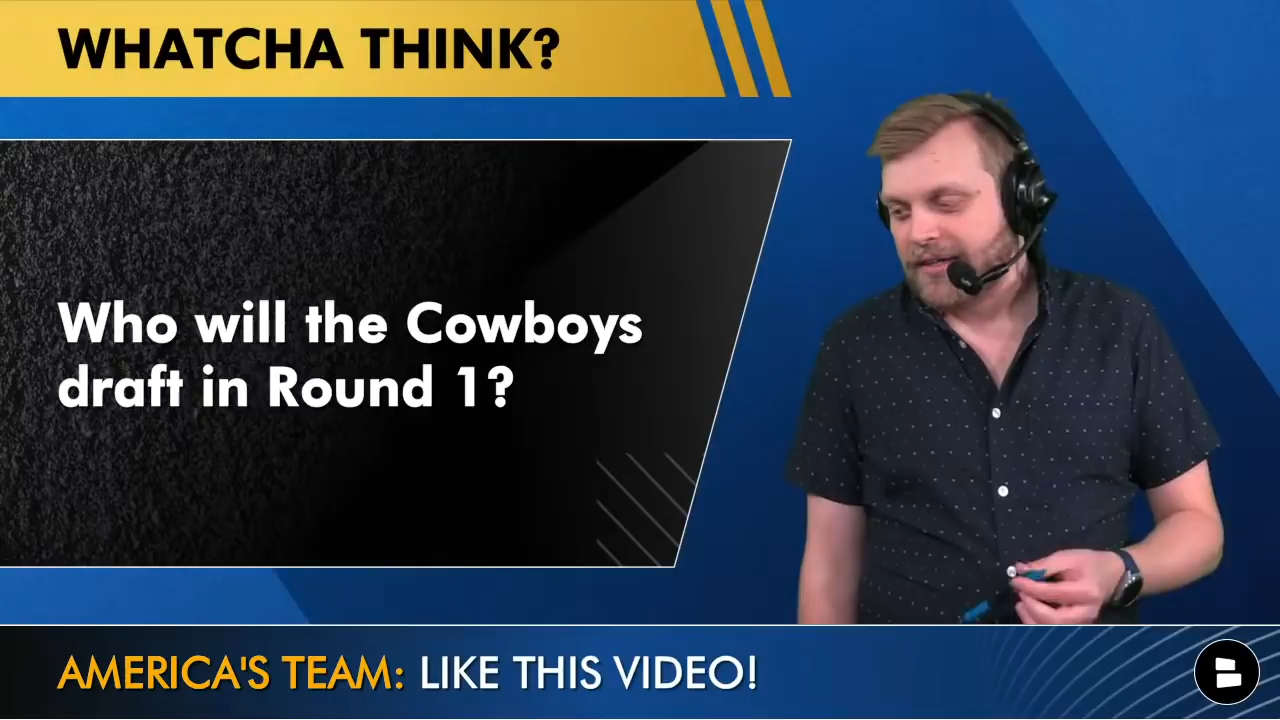 WHATCHA THINK?
Who will the Cowboys
draft in Round 1?
AMERICA'S TEAM: LIKE THIS VIDEO!